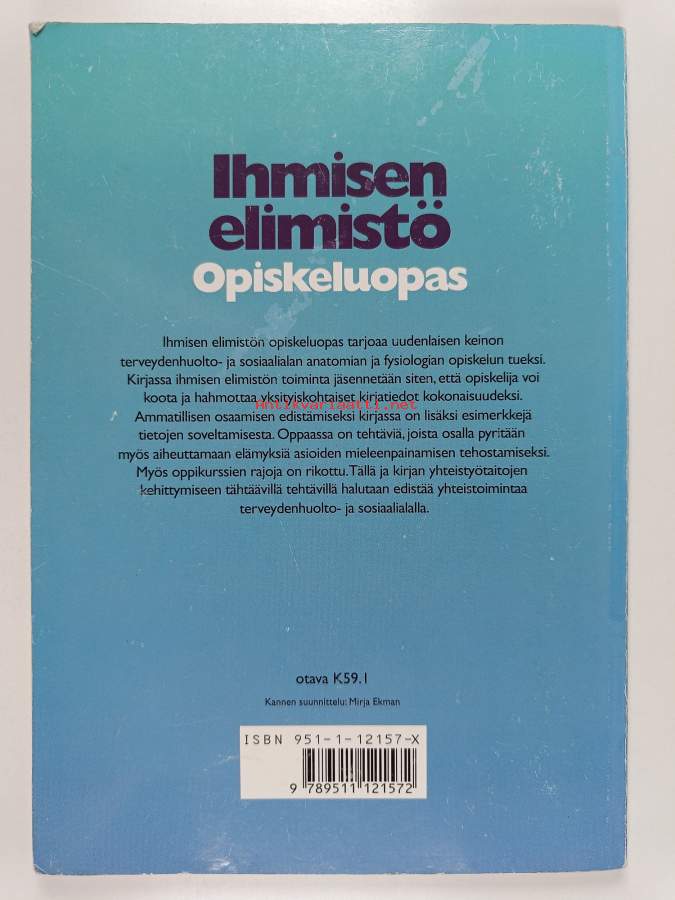 Ihmisen
elimistö
Opiskeluopas
Ihmisen elimistön opiskeluopas tarjoaa uudenlaisen keinon
terveydenhuolto- ja sosiaalialan anatomian ja fysiologian opiskelun tueksi.
Kirjassa ihmisen elimistön toiminta jäsennetään siten, että opiskelija voi
koota ja hahmottaa yksityiskohtaiset kirjatiedot kokonaisuudeksi.
Antikvariaatti.net
Ammatillisen osaamisen edistämiseksi kirjassa on lisäksi esimerkkejä
tietojen soveltamisesta. Oppaassa on tehtäviä, joista osalla pyritään
myös aiheuttamaan elämyksiä asioiden mieleenpainamisen tehostamiseksi.
Myös oppikurssien rajoja on rikottu. Tällä ja kirjan yhteistyötaitojen
kehittymiseen tähtäävillä tehtävillä halutaan edistää yhteistoimintaa
terveydenhuolto- ja sosiaalialalla.
otava K59.1
Kannen suunnittelu: Mirja Ekman
ISBN 951-1-12157-X
9 789511 121572